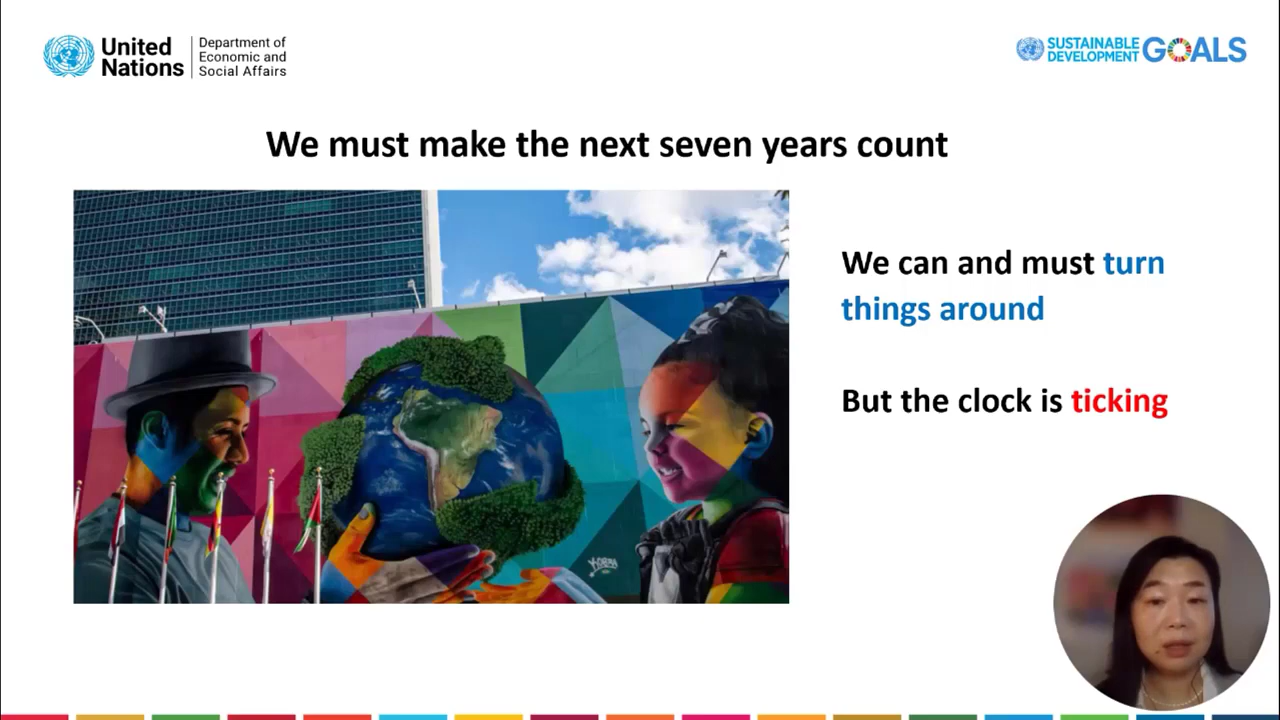 United
Nations
Department of
Economic and
Social Affairs
SUSTAINABLE
DEVELOPMENT
GOALS
We must make the next seven years count
We can and must turn
things around
But the clock is ticking